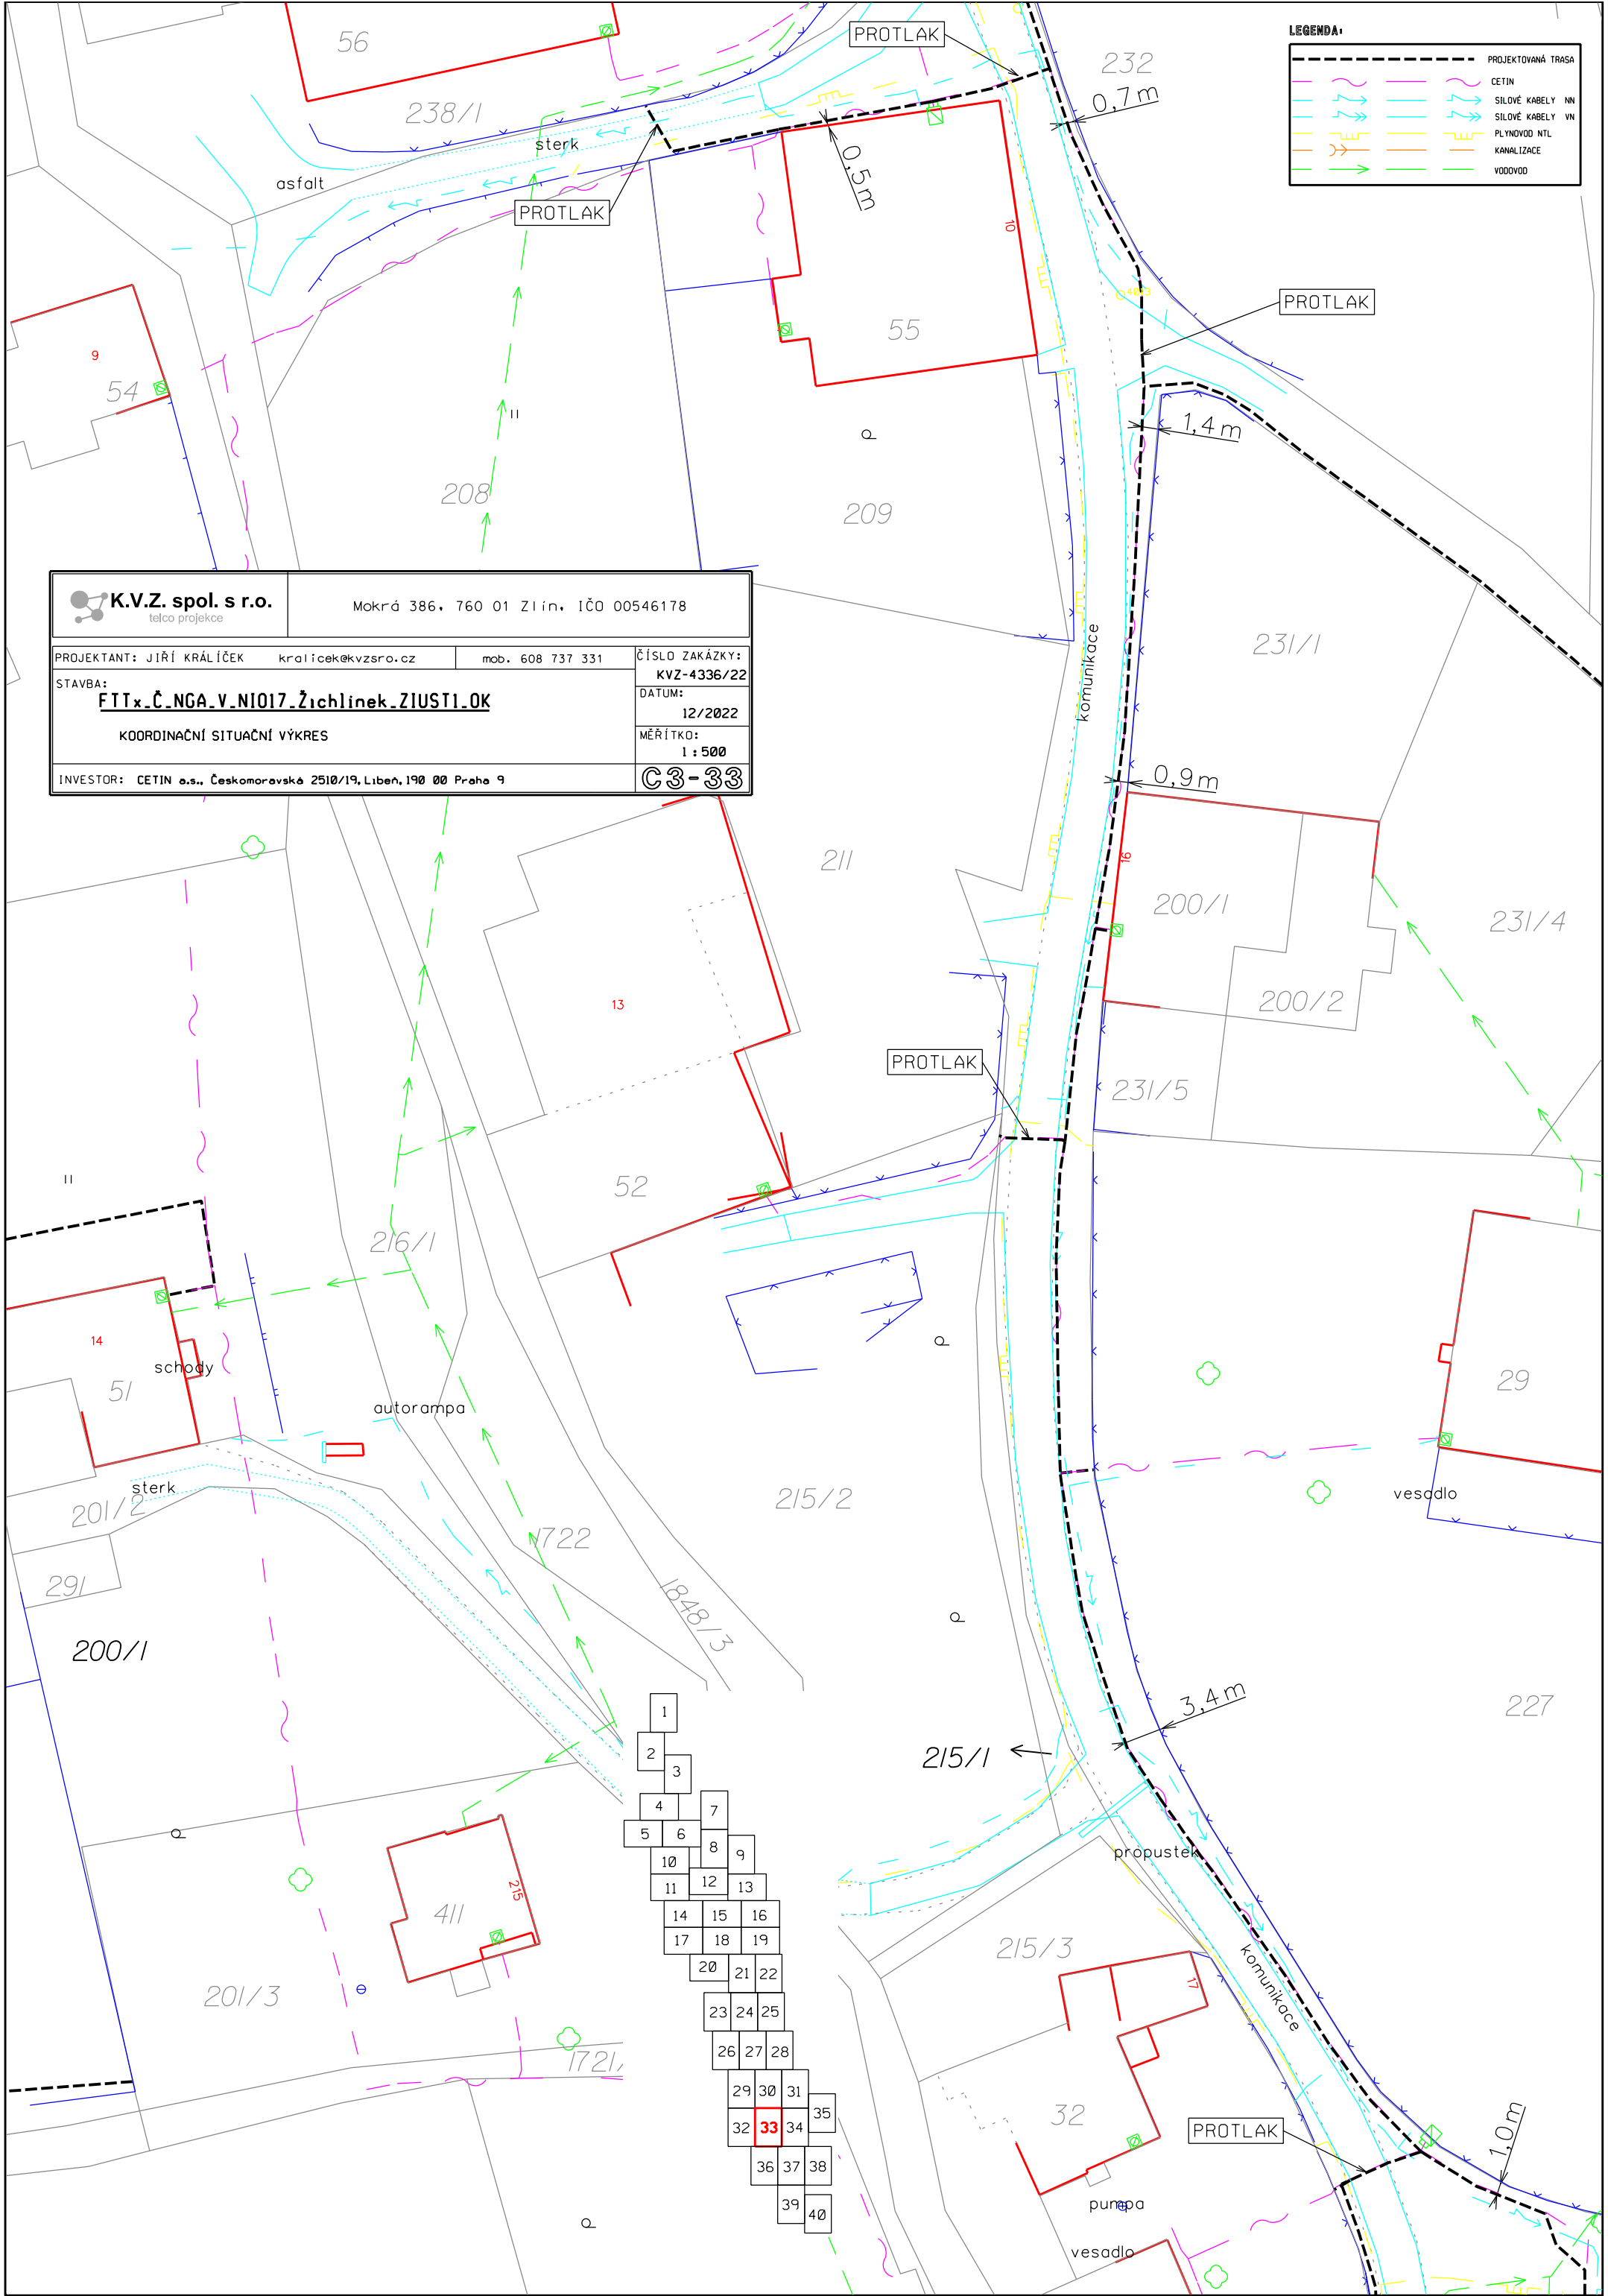 56
PROTLAK
232
LEGENDA:
PROJEKTOVANÁ TRASA
CETIN
SILOVÉ KABELY NN
SILOVÉ KABELY VN
PLYNOVOD NTL
KANALIZACE
VODOVOD
238/1
0,7m
sterk
asfalt
0,5m
PROTLAK
10
PROTLAK
55
9
54
1,4m
208
209
231/1
komunikace
K.V.Z. spol. s r.o.
telco projekce
Mokrá 386, 760 01 Zlín, IČO 00546178
PROJEKTANT: JIŘÍ KRÁLÍČEK kralicek@kvzsro.cz mob. 608 737 331
ČÍSLO ZAKÁZKY:
KVZ-4336/22
STAVBA:
FTTx_Č_NGA_V_NIO17_Žichlínek_ZIUST1_OK
DATUM:
12/2022
KOORDINAČNÍ SITUAČNÍ VÝKRES
MĚŘÍTKO:
1 : 500
INVESTOR: CETIN a.s., Českomoravská 2510/19, Libeň, 190 00 Praha 9
C3-33
0,9m
211
16
200/1
231/4
13
200/2
PROTLAK
231/5
52
216/1
14
schody
51
29
autorampa
sterk
201/2
215/2
vesadlo
1722
291
1848/3
200/1
3,4m
227
215/1
propustek
215
411
215/3
komunikace
17
201/3
1721/
32
PROTLAK
1,0m
pumpa
vesadlo
1
2
3
4
7
5
6
8
9
10
12
11
13
14
15
16
17
18
19
20
21
22
23
24
25
26
27
28
29
30
31
35
32
33
34
36
37
38
39
40